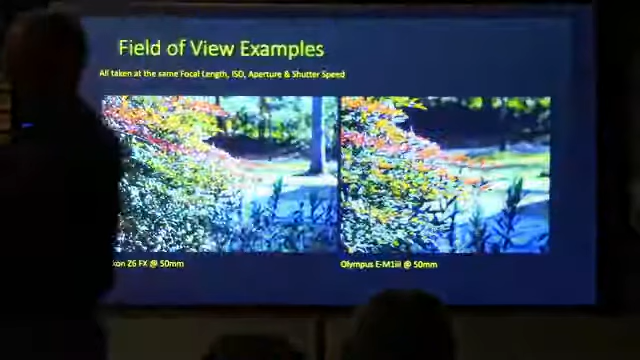 Field of View Examples
All taken at the same Focal Length, ISO, Aperture & Shutter Speed
kon Z6 FX @ 50mm
Olympus E-M1iii @ 50mm